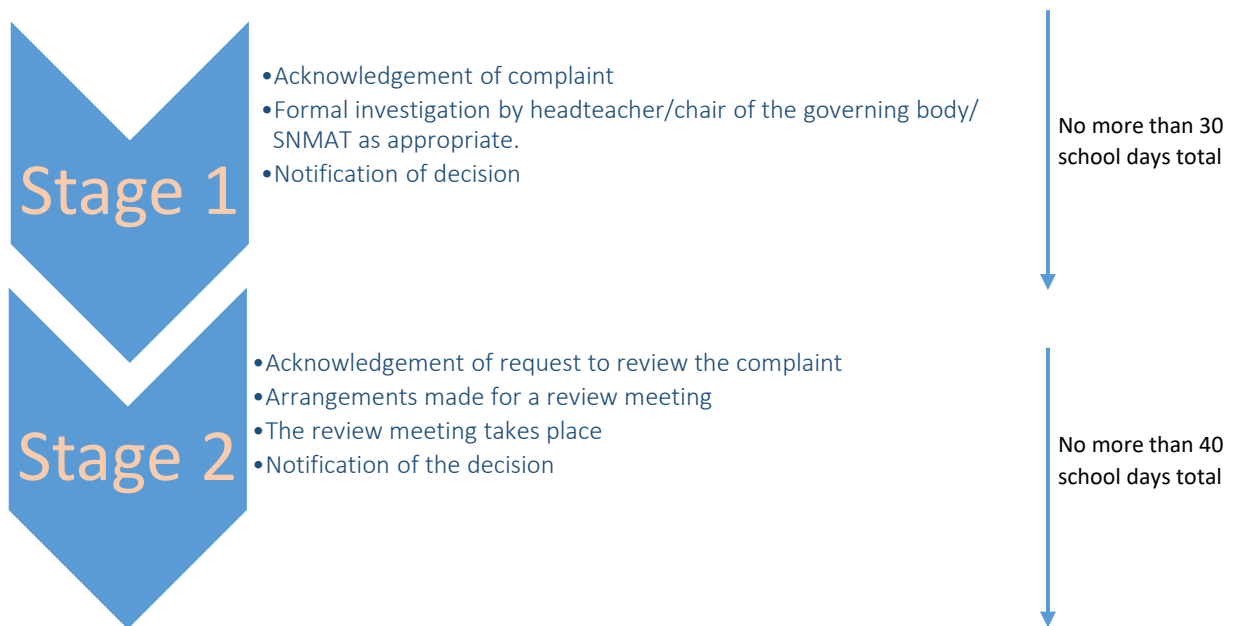 Stage 1
•Acknowledgement of complaint
•Formal investigation by headteacher/chair of the governing body/
SNMAT as appropriate.
•Notification of decision
No more than 30
school days total
Stage 2
•Acknowledgement of request to review the complaint
•Arrangements made for a review meeting
•The review meeting takes place
•Notification of the decision
No more than 40
school days total